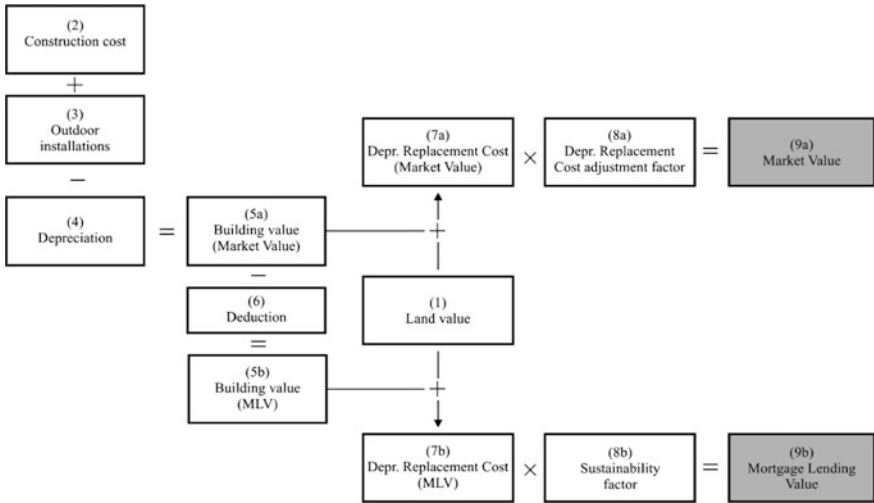 (2)
Construction cost
+
(3)
Outdoor
installations
−
(4)
Depreciation
=
(5a)
Building value
(Market Value)
−
(6)
Deduction
=
(5b)
Building value
(MLV)
(7a)
Depr. Replacement Cost
(Market Value)
×
(8a)
Depr. Replacement
Cost adjustment factor
=
(9a)
Market Value
+
(1)
Land value
+
(7b)
Depr. Replacement Cost
(MLV)
×
(8b)
Sustainability
factor
=
(9b)
Mortgage Lending
Value